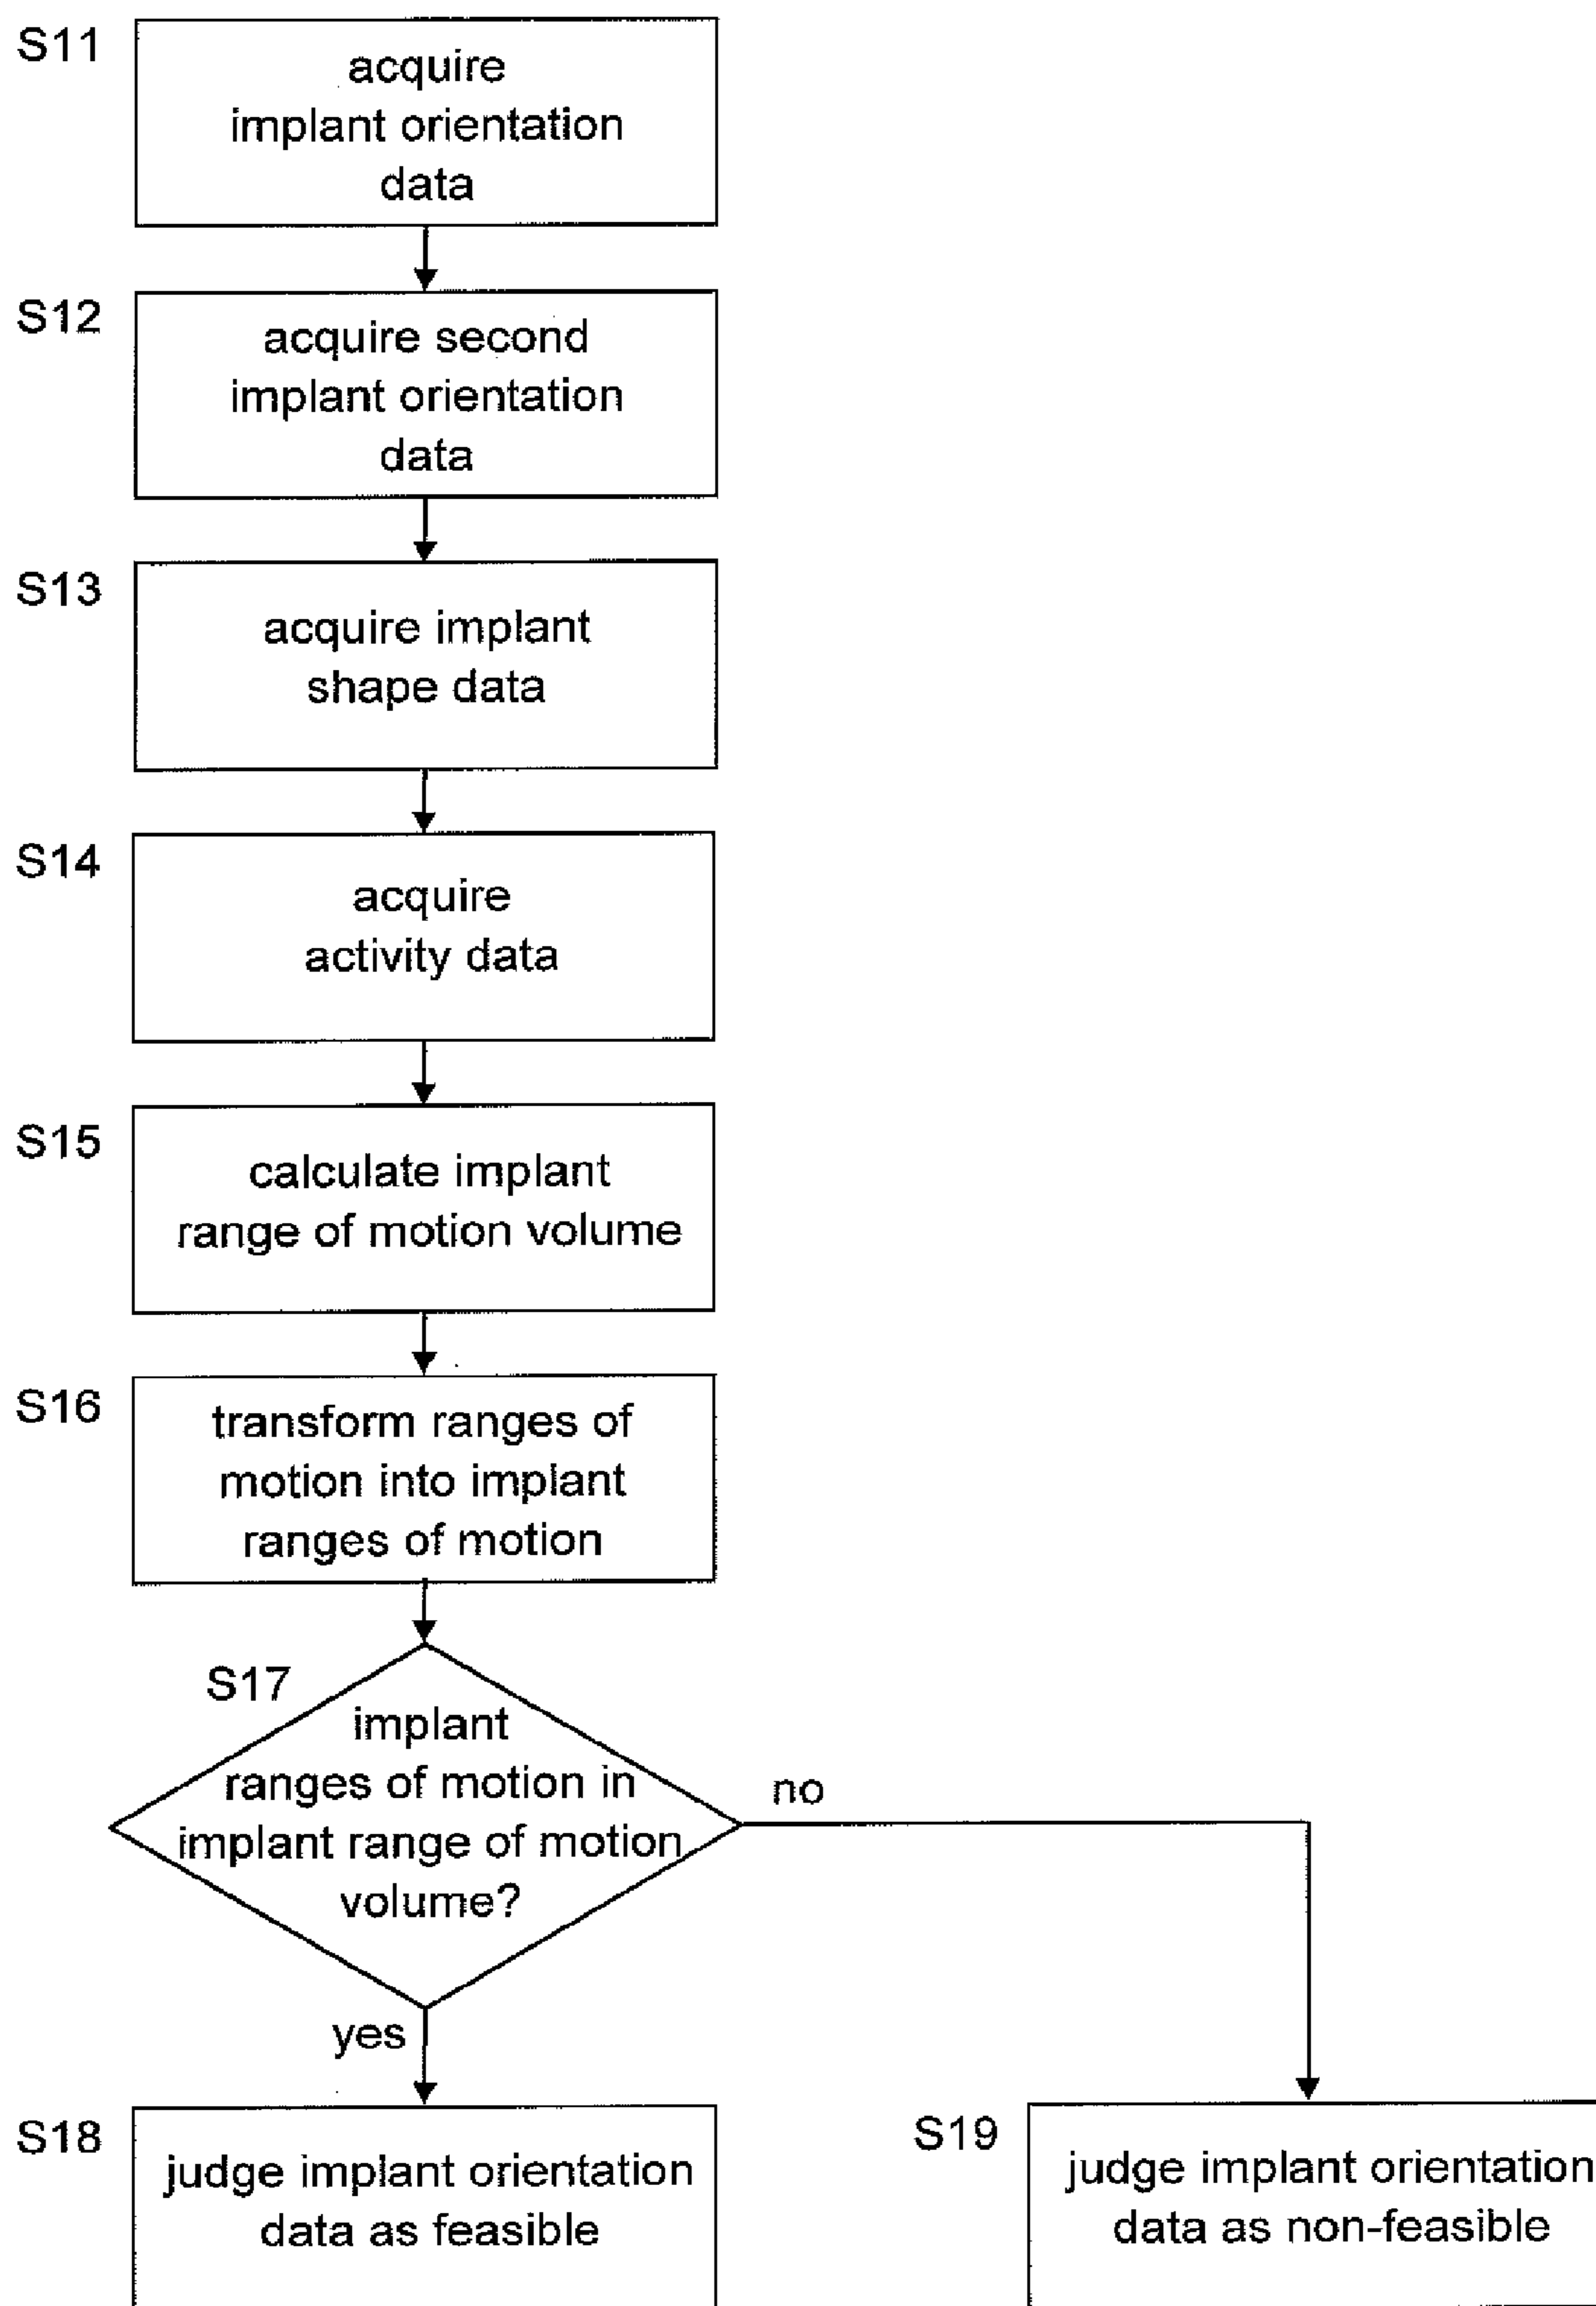 S11
acquire
implant orientation
data
S12
acquire second
implant orientation
data
S13
acquire implant
shape data
S14
acquire
activity data
S15
calculate implant
range of motion volume
S16
transform ranges of
motion into implant
ranges of motion
S17
implant
ranges of motion in
implant range of motion
volume?
no
yes
S18
judge implant orientation
data as feasible
S19
judge implant orientation
data as non-feasible